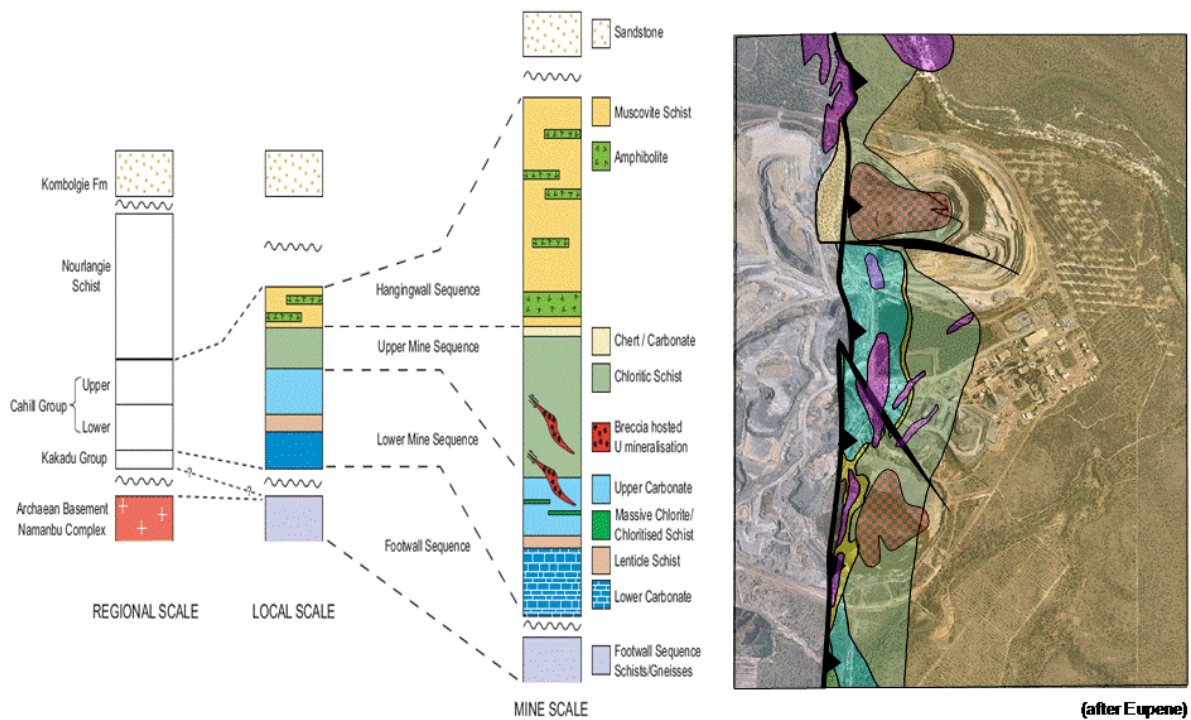 Kombolgie Fm
Nourlangie
Schist
Upper
Cahill Group
Lower
Kakadu Group
?
?
Archaean Basement
Namanbu Complex
REGIONAL SCALE
LOCAL SCALE
Hangingwall Sequence
Upper Mine Sequence
Lower Mine Sequence
Footwall Sequence
MINE SCALE
Sandstone
Muscovite Schist
Amphibolite
Chert / Carbonate
Chloritic Schist
Breccia hosted
U mineralisation
Upper Carbonate
Massive Chlorite/
Chloritised Schist
Lenticle Schist
Lower Carbonate
Footwall Sequence
Schists/Gneisses
(after Eupene)